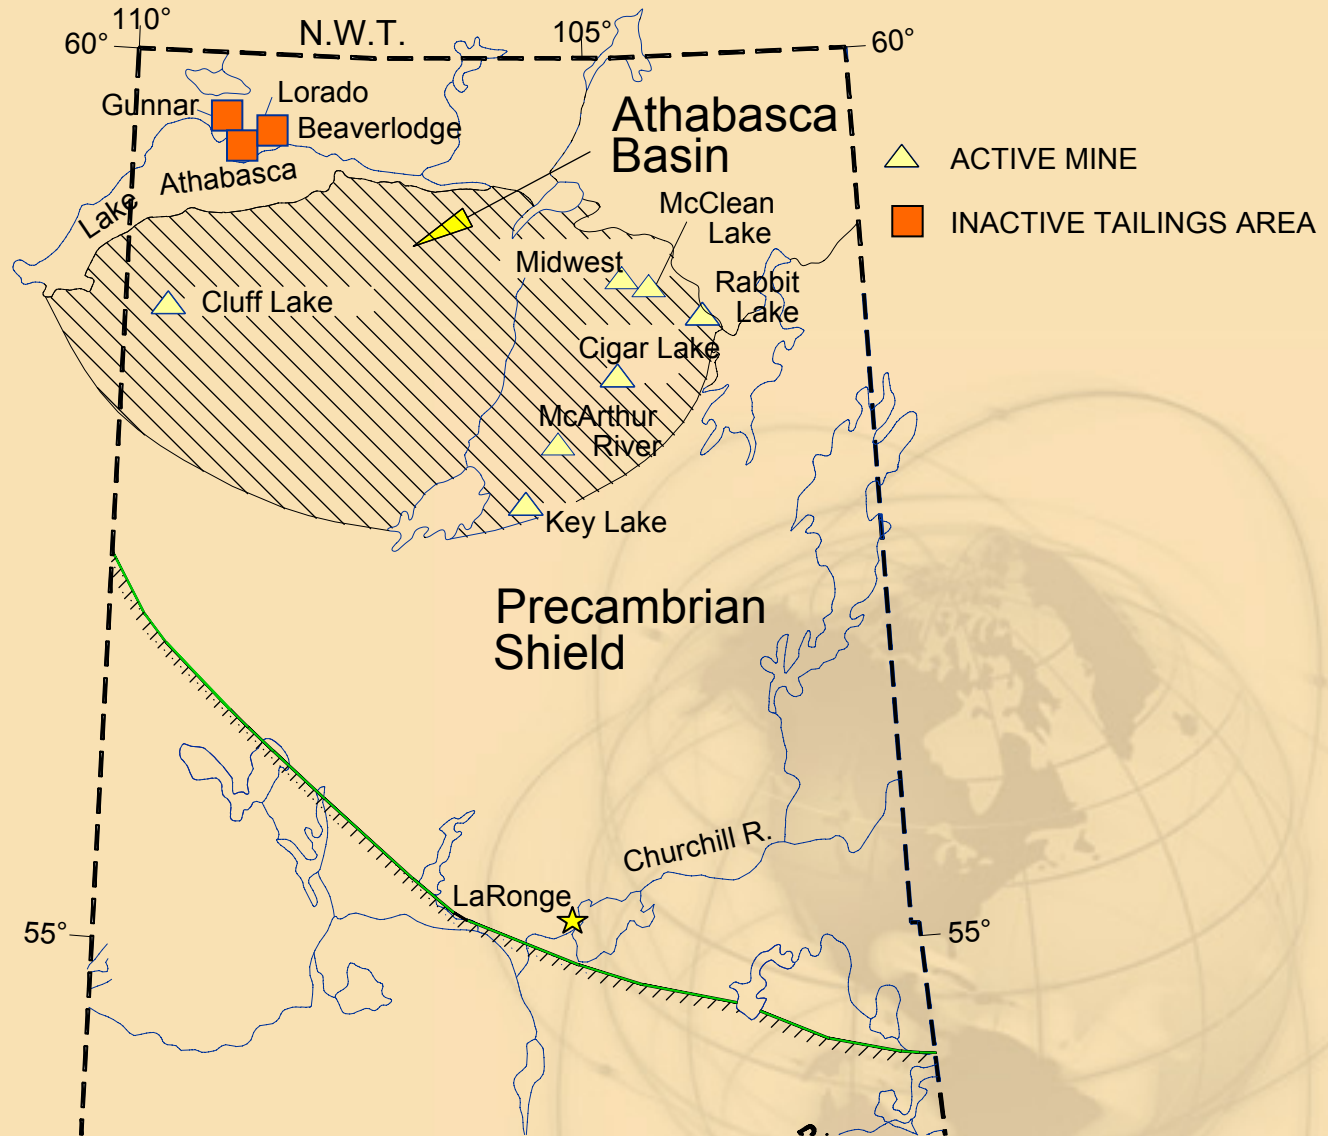 110°
60°
N.W.T.
105°
60°
Gunnar
Lorado
Beaverlodge
Athabasca
Lake
Athabasca
Basin
ACTIVE MINE
INACTIVE TAILINGS AREA
McClean
Lake
Midwest
Rabbit
Lake
Cluff Lake
Cigar Lake
McArthur
River
Key Lake
Precambrian
Shield
Churchill R.
LaRonge
55°
55°